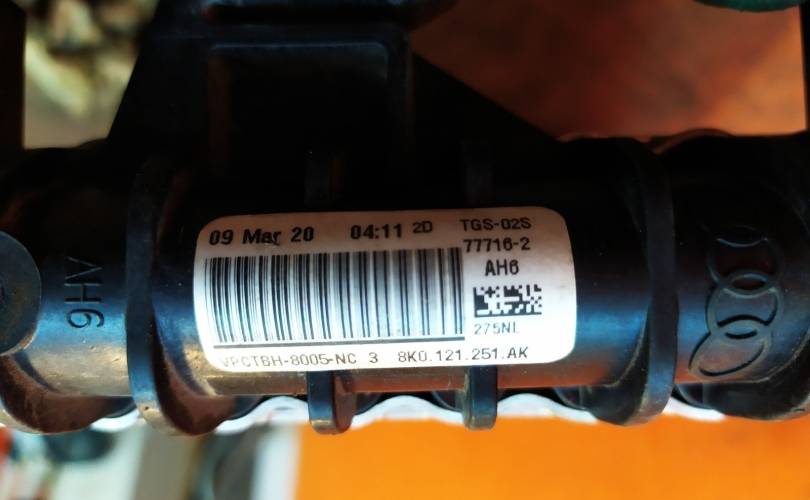 09 Mar 20 04:11 2D TGS-02S
77716-2
AH6
275NL
VPCTBH-8005-NC 3 8K0.121.251.AK
AH6